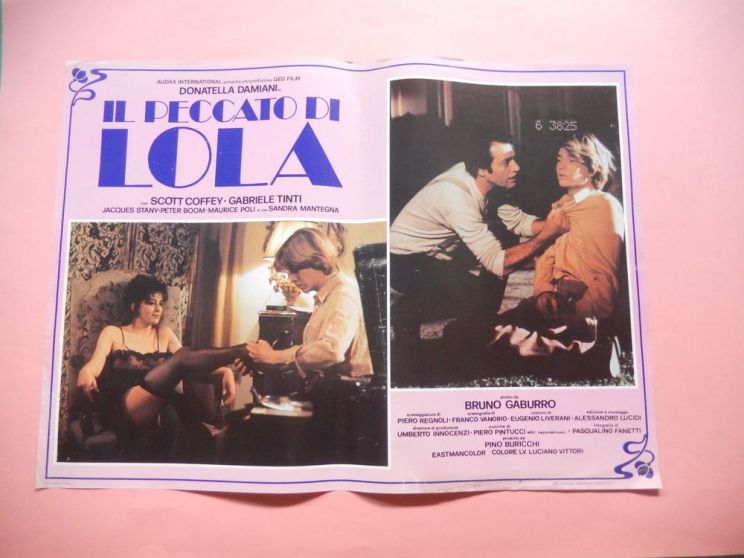 AUDAX INTERNATIONAL presenta una produzione GEO FILM
DONATELLA DAMIANI in
IL PECCATO DI
LOLA
con SCOTT COFFEY - GABRIELE TINTI
JACQUES STANY - PETER BOOM - MAURICE POLI e con SANDRA MANTEGNA
6 3825
diretto da
BRUNO GABURRO
sceneggiatura di scenografia di costumi di edizione e montaggio
PIERO REGNOLI - FRANCO VANORIO - EUGENIO LIVERANI - ALESSANDRO LUCIDI
direttore di produzione musiche di fotografia di
UMBERTO INNOCENZI - PIERO PINTUCCI - PASQUALINO FANETTI
prodotto da
PINO BURICCHI
EASTMANCOLOR COLORE LV. LUCIANO VITTORI